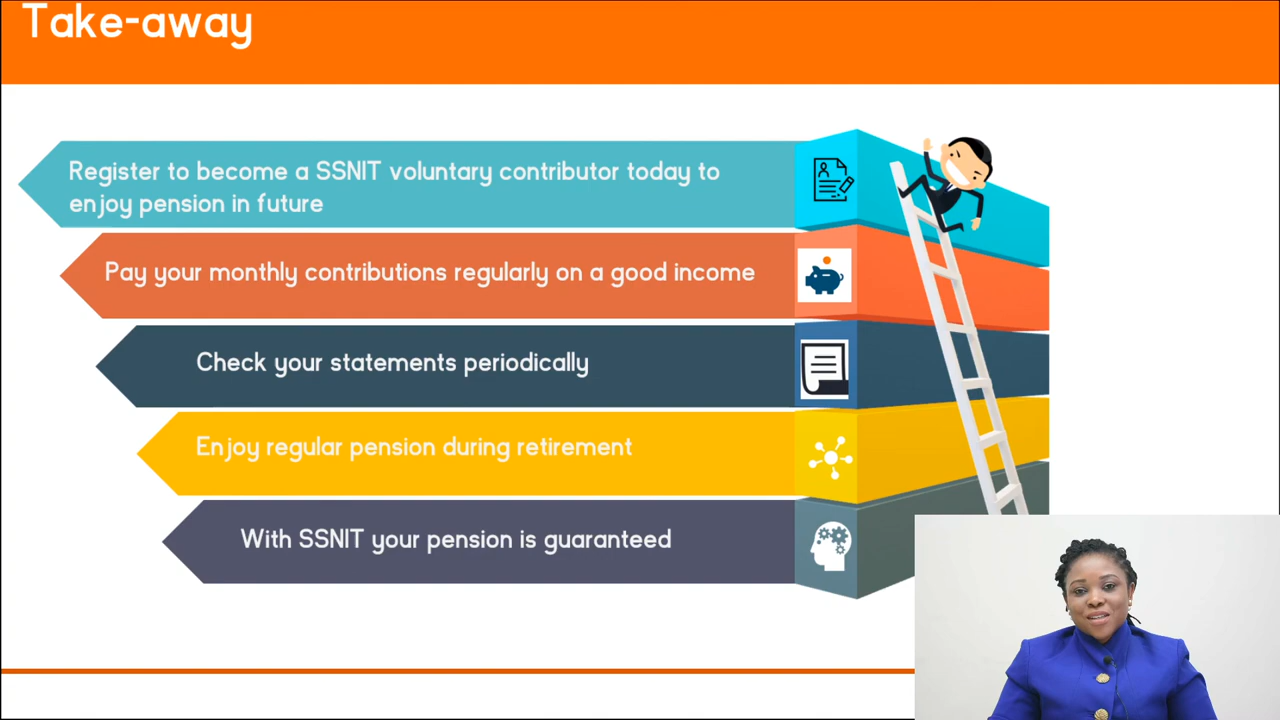 Take-away
Register to become a SSNIT voluntary contributor today to
enjoy pension in future
Pay your monthly contributions regularly on a good income
Check your statements periodically
Enjoy regular pension during retirement
With SSNIT your pension is guaranteed